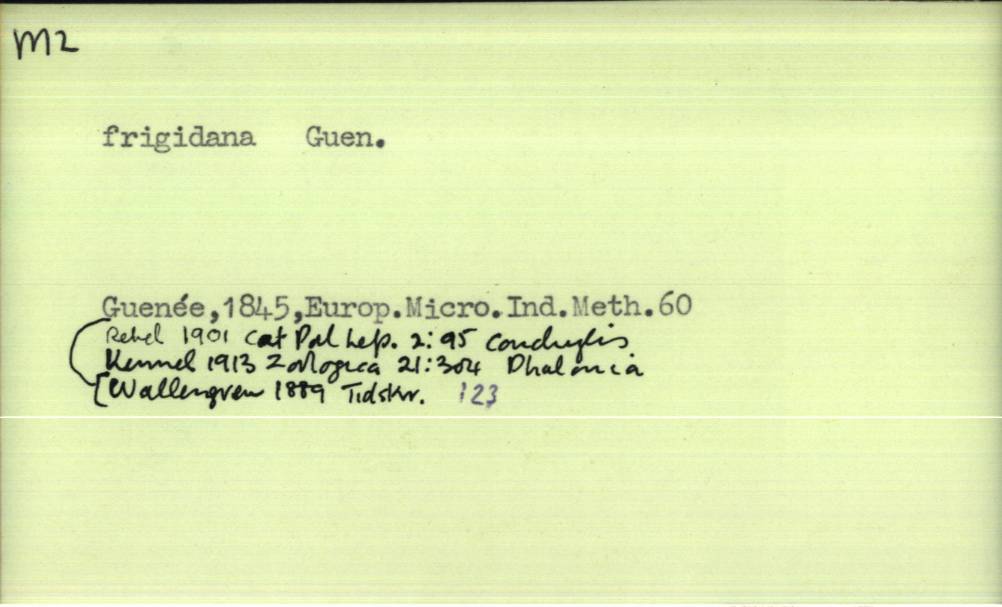 M2
frigidana Guen.
Guenée,1845,Europ.Micro.Ind.Meth.60
Rebel 1901 Cat Pal Lep. 2:95 Conchylis
Kennel 1913 Zoologica 21:304 Phalonia
[Wallengren 1889 Tidskr. 123